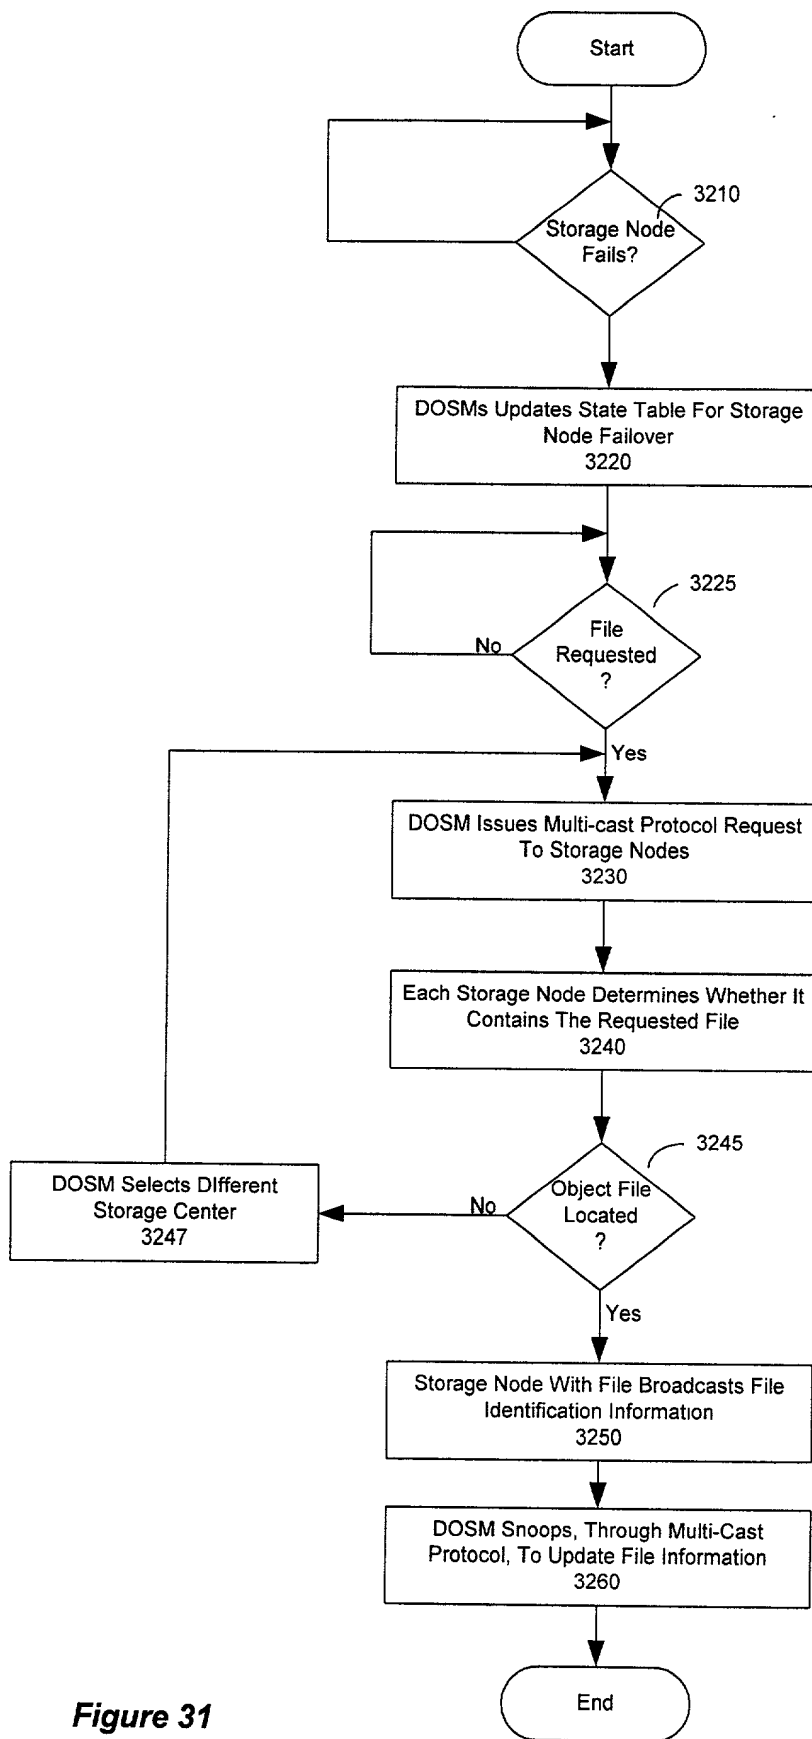 Start
3210
Storage Node
Fails?
DOSMs Updates State Table For Storage
Node Failover
3220
3225
File
Requested
?
No
Yes
DOSM Issues Multi-cast Protocol Request
To Storage Nodes
3230
Each Storage Node Determines Whether It
Contains The Requested File
3240
3245
Object File
Located
?
No
DOSM Selects DIfferent
Storage Center
3247
Yes
Storage Node With File Broadcasts File
Identification Information
3250
DOSM Snoops, Through Multi-Cast
Protocol, To Update File Information
3260
End
Figure 31